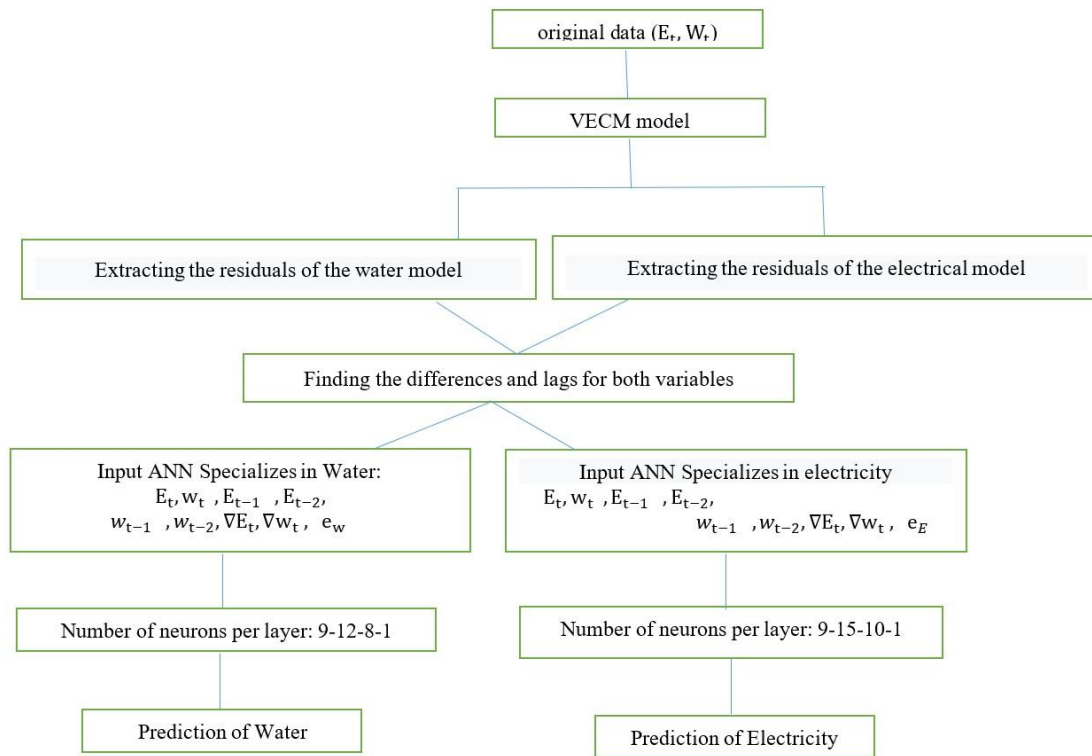 original data (Eₜ, Wₜ)
VECM model
Extracting the residuals of the water model
Extracting the residuals of the electrical model
Finding the differences and lags for both variables
Input ANN Specializes in Water:
Eₜ, wₜ , Eₜ₋₁ , Eₜ₋₂,
wₜ₋₁ , wₜ₋₂, ∇Eₜ, ∇wₜ , e_w
Input ANN Specializes in electricity
Eₜ, wₜ , Eₜ₋₁ , Eₜ₋₂,
wₜ₋₁ , wₜ₋₂, ∇Eₜ, ∇wₜ , e_E
Number of neurons per layer: 9-12-8-1
Number of neurons per layer: 9-15-10-1
Prediction of Water
Prediction of Electricity